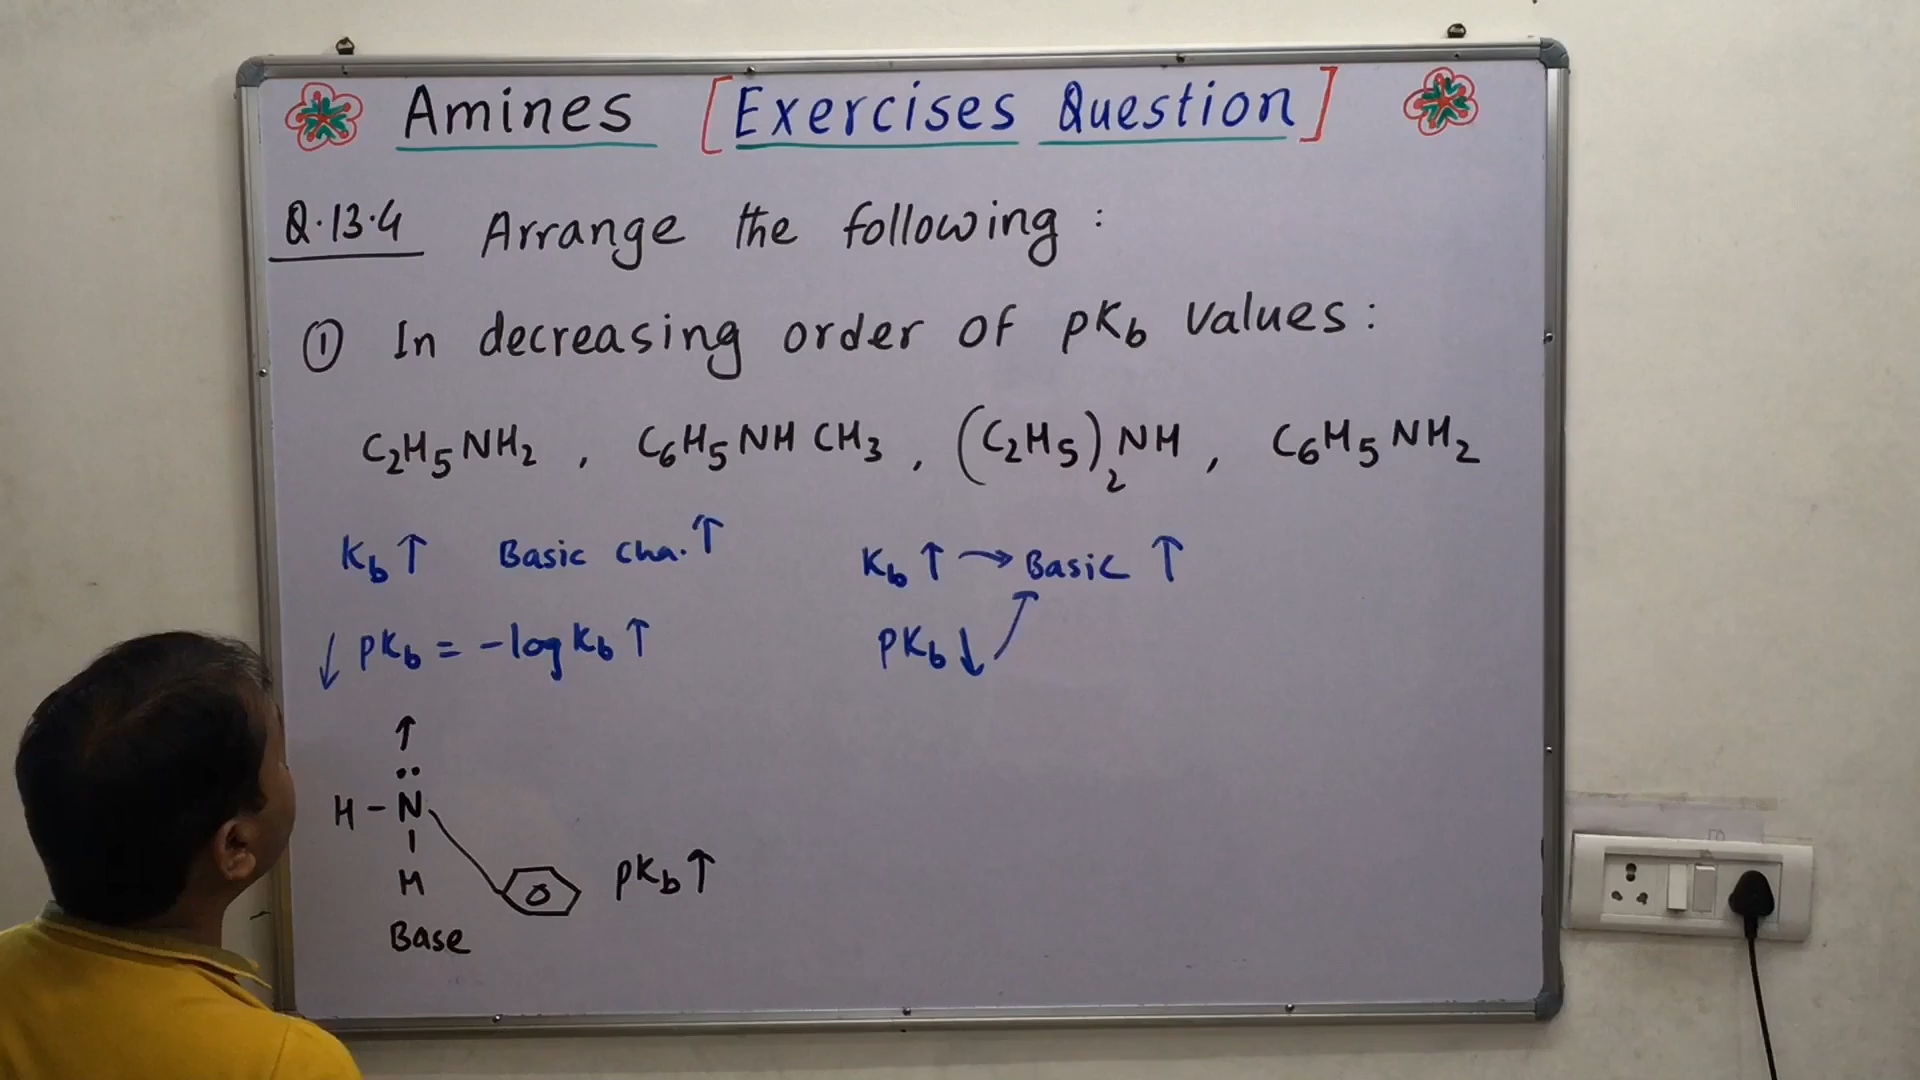 Amines [Exercises Question]
Q.13.4 Arrange the following :
① In decreasing order of pKb values :
C2H5NH2 , C6H5NHCH3 , (C2H5)2NH , C6H5NH2
Kb↑ Basic cha.↑ Kb↑ → Basic ↑
↓ pKb = -log Kb↑ pKb↓
↑
..
H-N
H
Base
pKb↑